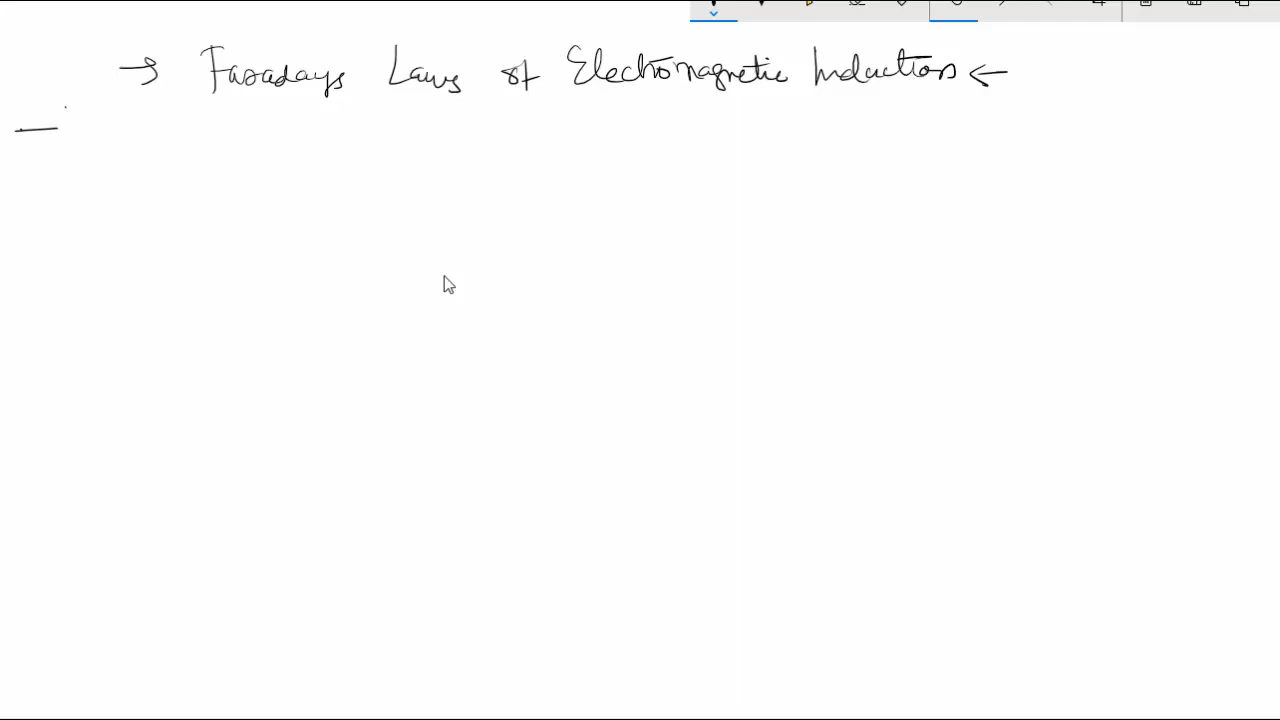 → Faradays Laws of Electromagnetic Induction ←